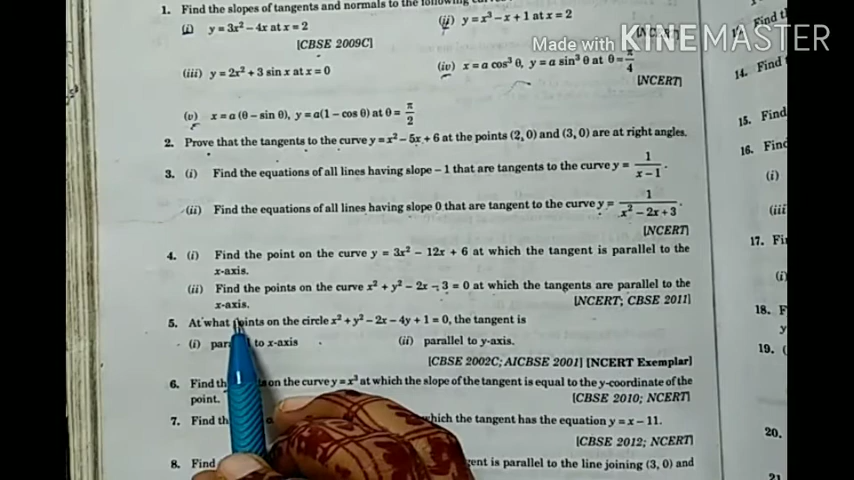 1. Find the slopes of tangents and normals to the following
(i) y = 3x² − 4x at x = 2
(ii) y = x³ − x + 1 at x = 2
[CBSE 2009C]
Made with KINEMASTER
(iii) y = 2x² + 3 sin x at x = 0
(iv) x = a cos³ θ, y = a sin³ θ at θ = π/4
[NCERT]
(v) x = a (θ − sin θ), y = a(1 − cos θ) at θ = π/2
2. Prove that the tangents to the curve y = x² − 5x + 6 at the points (2, 0) and (3, 0) are at right angles.
3. (i) Find the equations of all lines having slope − 1 that are tangents to the curve y = 1/(x − 1).
(ii) Find the equations of all lines having slope 0 that are tangent to the curve y = 1/(x² − 2x + 3).
[NCERT]
4. (i) Find the point on the curve y = 3x² − 12x + 6 at which the tangent is parallel to the
x-axis.
(ii) Find the points on the curve x² + y² − 2x − 3 = 0 at which the tangents are parallel to the
x-axis.
[NCERT; CBSE 2011]
5. At what points on the circle x² + y² − 2x − 4y + 1 = 0, the tangent is
(i) to x-axis
(ii) parallel to y-axis.
[CBSE 2002C; AICBSE 2001] [NCERT Exemplar]
6. Find on the curve y = x³ at which the slope of the tangent is equal to the y-coordinate of the
point.
[CBSE 2010; NCERT]
7. Find which the tangent has the equation y = x − 11.
[CBSE 2012; NCERT]
8. Find is parallel to the line joining (3, 0) and
Find
14. Find
15. Find
16. Find
(i)
(iii
17.
(i)
18.
y
19.
20.
21